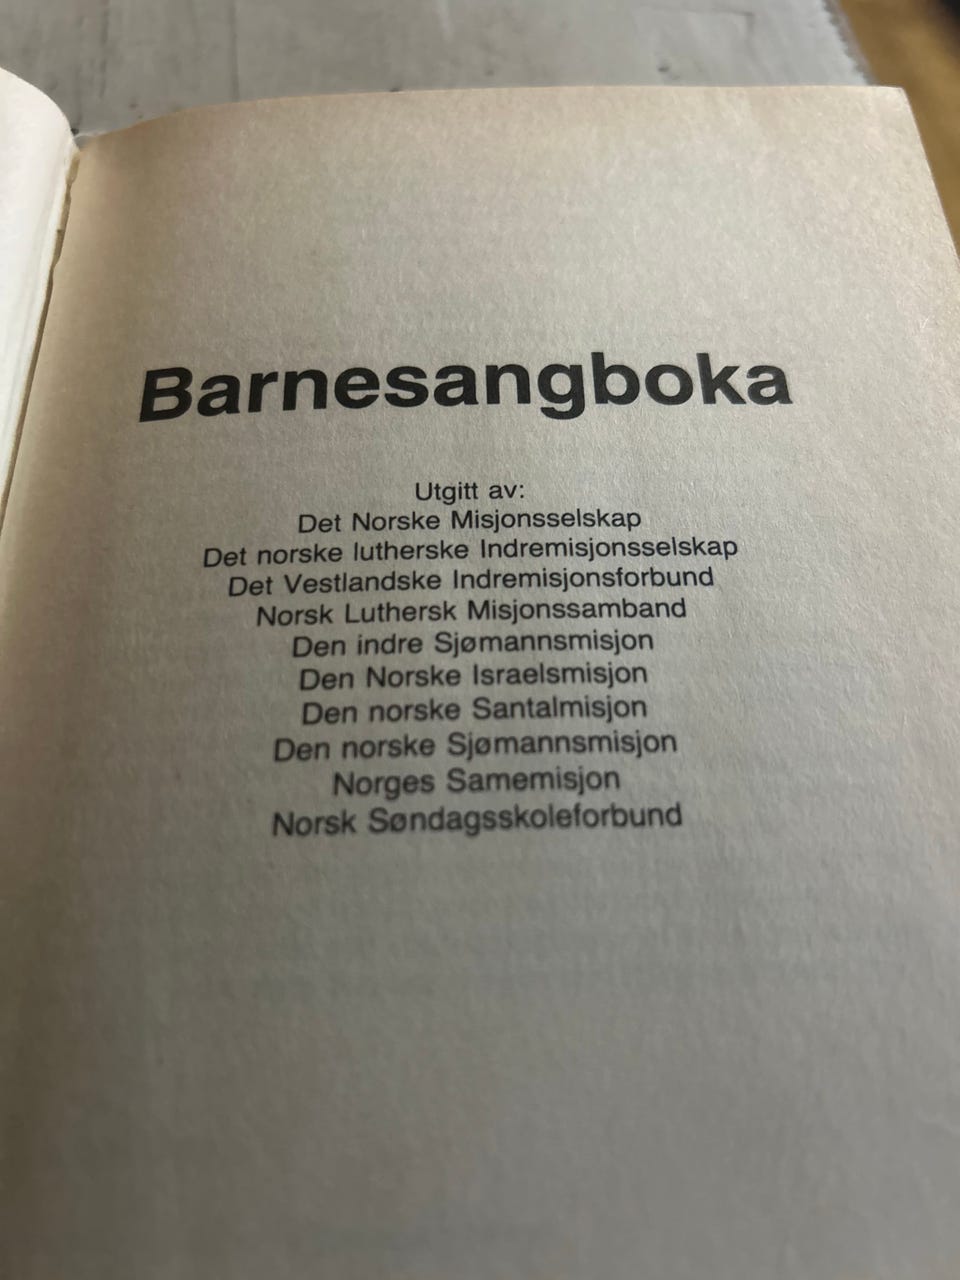 Barnesangboka
Utgitt av:
Det Norske Misjonsselskap
Det norske lutherske Indremisjonsselskap
Det Vestlandske Indremisjonsforbund
Norsk Luthersk Misjonssamband
Den indre Sjømannsmisjon
Den Norske Israelsmisjon
Den norske Santalmisjon
Den norske Sjømannsmisjon
Norges Samemisjon
Norsk Søndagsskoleforbund